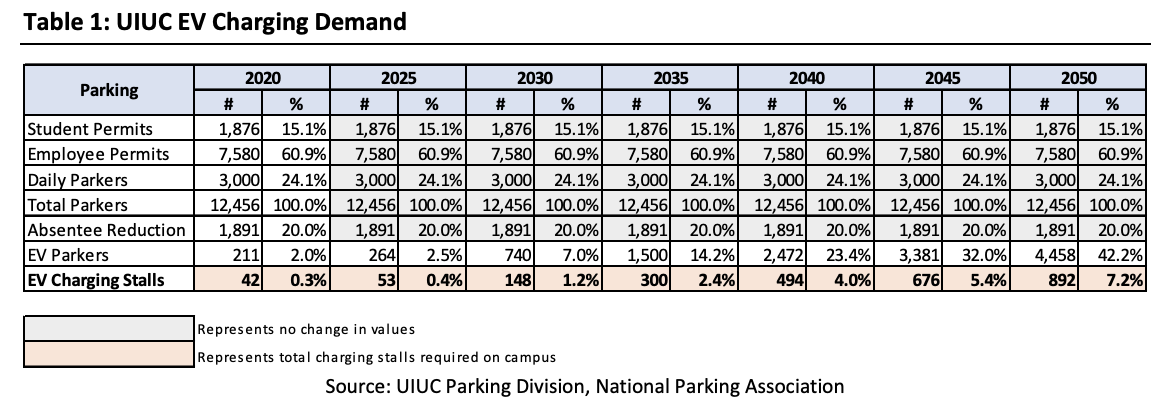 Table 1: UIUC EV Charging Demand
Parking 2020 2025 2030 2035 2040 2045 2050
# % # % # % # % # % # % # %
Student Permits 1,876 15.1% 1,876 15.1% 1,876 15.1% 1,876 15.1% 1,876 15.1% 1,876 15.1% 1,876 15.1%
Employee Permits 7,580 60.9% 7,580 60.9% 7,580 60.9% 7,580 60.9% 7,580 60.9% 7,580 60.9% 7,580 60.9%
Daily Parkers 3,000 24.1% 3,000 24.1% 3,000 24.1% 3,000 24.1% 3,000 24.1% 3,000 24.1% 3,000 24.1%
Total Parkers 12,456 100.0% 12,456 100.0% 12,456 100.0% 12,456 100.0% 12,456 100.0% 12,456 100.0% 12,456 100.0%
Absentee Reduction 1,891 20.0% 1,891 20.0% 1,891 20.0% 1,891 20.0% 1,891 20.0% 1,891 20.0% 1,891 20.0%
EV Parkers 211 2.0% 264 2.5% 740 7.0% 1,500 14.2% 2,472 23.4% 3,381 32.0% 4,458 42.2%
EV Charging Stalls 42 0.3% 53 0.4% 148 1.2% 300 2.4% 494 4.0% 676 5.4% 892 7.2%
Represents no change in values
Represents total charging stalls required on campus
Source: UIUC Parking Division, National Parking Association